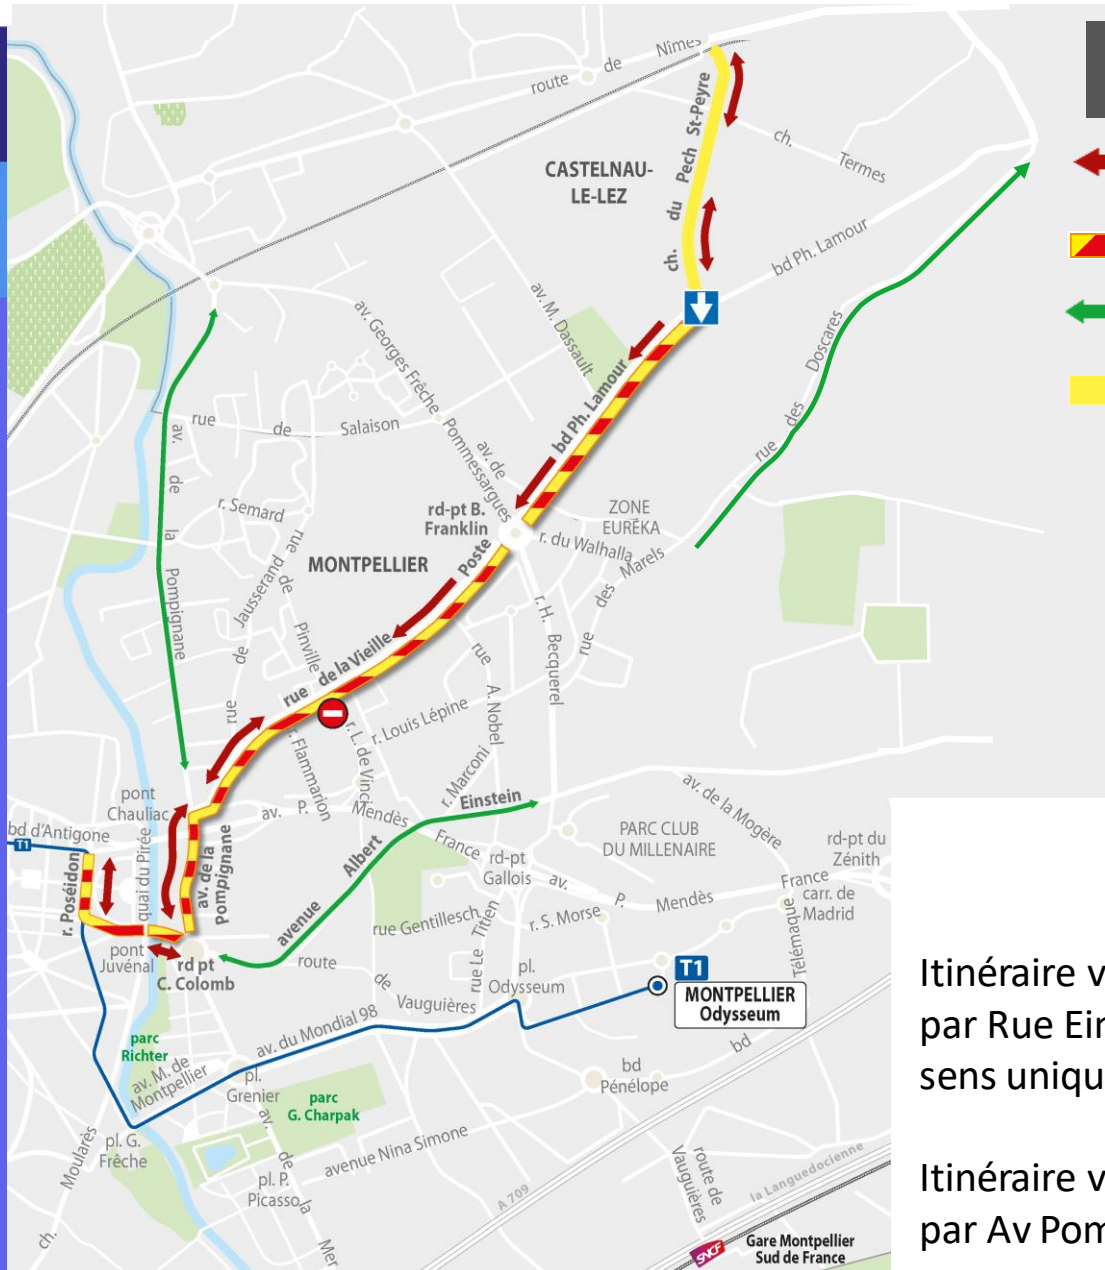 route de Nîmes
ch. du Pech St-Peyre
ch. Termes
CASTELNAU-
LE-LEZ
bd Ph. Lamour
av. M. Dassault
av. Georges Frêche
rue des Doscares
bd Ph. Lamour
av. de Pommessargues
rue de Salaison
av. de la Pompignane
r. Semard
rd-pt B.
Franklin
ZONE
EURÊKA
r. du Walhalla
rue des Marels
MONTPELLIER
rue de la Vieille Poste
rue de Jausserand
rue de Pinville
r. H. Becquerel
rue A. Nobel
r. Louis Lépine
r. L. de Vinci
r. Flammarion
r. Marconi
pont
Chauliac
av. P. Mendès France
avenue Albert Einstein
av. de la Mogère
bd d'Antigone
T1
PARC CLUB
DU MILLENAIRE
rd-pt du
Zénith
r. Poséidon
quai du Pirée
av. de la
Pompignane
rd-pt
Gallois
av. P. Mendès France
carr. de
Madrid
rue Gentillesch.
rue Le Titien
r. S. Morse
Télémaque
pont
Juvénal
rd pt
C. Colomb
route de Vauguières
pl.
Odysseum
T1
MONTPELLIER
Odysseum
Itinéraire v
par Rue Ein
sens uniqu
parc
Richter
av. du Mondial 98
av. M. de
Montpellier
pl.
Grenier
parc
G. Charpak
bd
Pénélope
bd
pl. G.
Frêche
ch. Moularès
avenue Nina Simone
pl. P.
Picasso
av. de la Mer
A 709
route de
Vauguières
la Languedocienne
SNCF
Gare Montpellier
Sud de France
Itinéraire v
par Av Pom